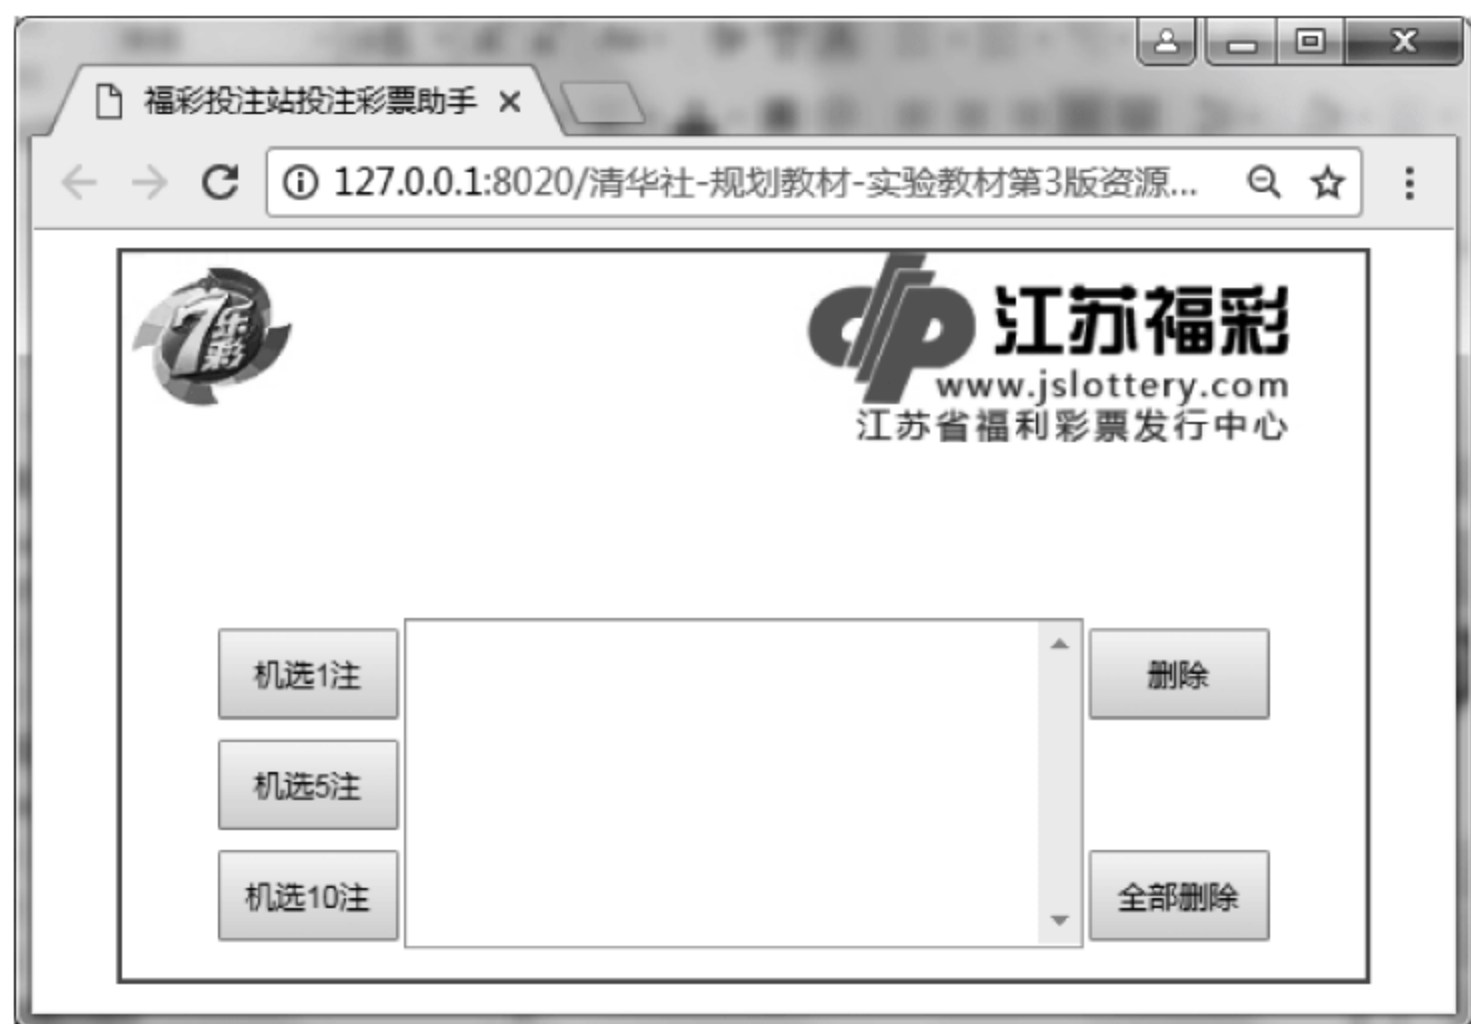 福彩投注站投注彩票助手
127.0.0.1:8020/清华社-规划教材-实验教材第3版资源...
7乐彩
江苏福彩
www.jslottery.com
江苏省福利彩票发行中心
机选1注
删除
机选5注
机选10注
全部删除